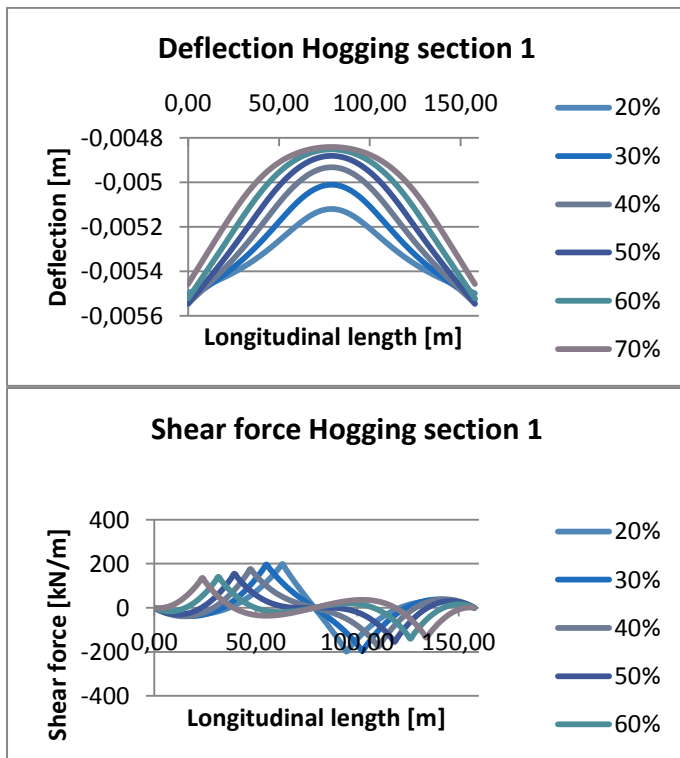 Deflection Hogging section 1
0,00 50,00 100,00 150,00
-0,0048
-0,005
-0,0052
-0,0054
-0,0056
Deflection [m]
Longitudinal length [m]
20%
30%
40%
50%
60%
70%
Shear force Hogging section 1
400
200
0
-200
-400
0,00 50,00 100,00 150,00
Shear force [kN/m]
Longitudinal length [m]
20%
30%
40%
50%
60%